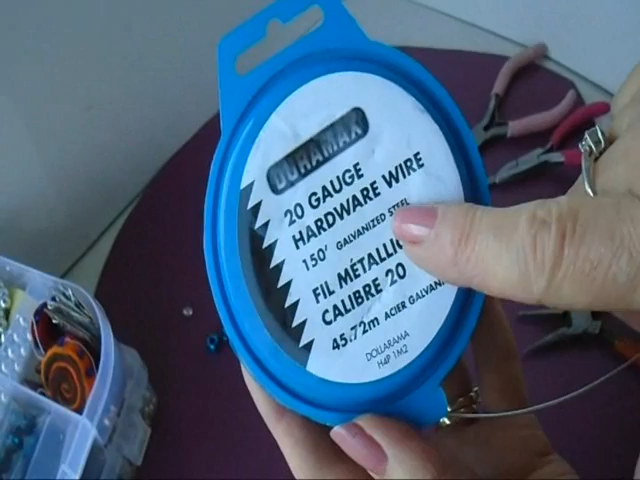 DURAMAX
20 GAUGE
HARDWARE WIRE
150' GALVANIZED STEEL
FIL MÉTALLIC
CALIBRE 20
45.72m ACIER GALVAN
DOLLARAMA
H4P 1M2